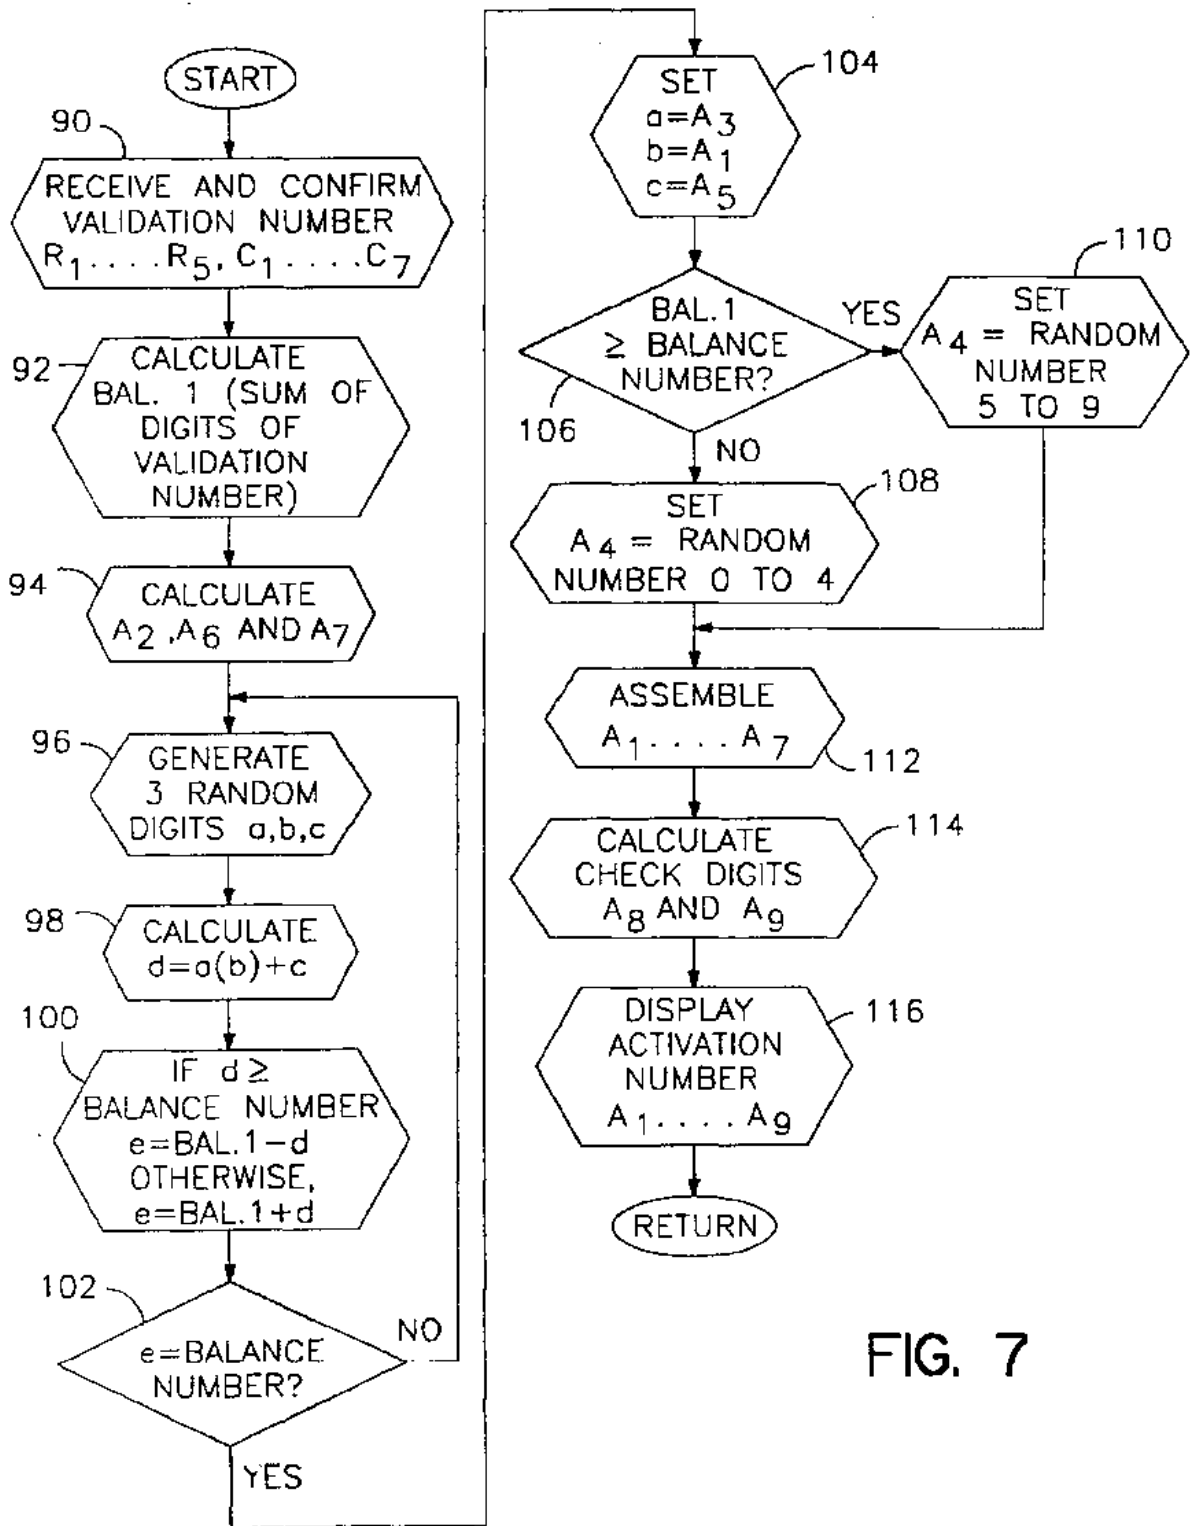 START
90
RECEIVE AND CONFIRM
VALIDATION NUMBER
R1....R5, C1....C7
92
CALCULATE
BAL. 1 (SUM OF
DIGITS OF
VALIDATION
NUMBER)
94
CALCULATE
A2 ,A6 AND A7
96
GENERATE
3 RANDOM
DIGITS a,b,c
98
CALCULATE
d=a(b)+c
100
IF d≥
BALANCE NUMBER
e=BAL.1−d
OTHERWISE,
e=BAL.1+d
102
e=BALANCE
NUMBER?
NO
YES
104
SET
a=A3
b=A1
c=A5
106
BAL.1
≥ BALANCE
NUMBER?
YES
NO
110
SET
A4 = RANDOM
NUMBER
5 TO 9
108
SET
A4 = RANDOM
NUMBER 0 TO 4
ASSEMBLE
A1....A7
112
114
CALCULATE
CHECK DIGITS
A8 AND A9
116
DISPLAY
ACTIVATION
NUMBER
A1....A9
RETURN
FIG. 7